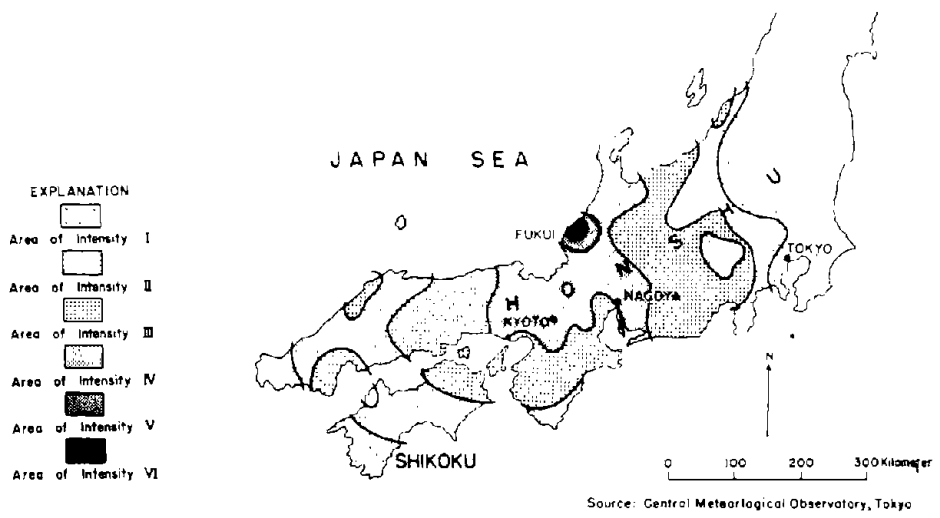 JAPAN SEA
EXPLANATION
Area of Intensity I
Area of Intensity II
Area of Intensity III
Area of Intensity IV
Area of Intensity V
Area of Intensity VI
FUKUI
HONSHU
TOKYO
NAGOYA
KYOTO
SHIKOKU
N
0 100 200 300 Kilometer
Source: Central Meteorlogical Observatory, Tokyo